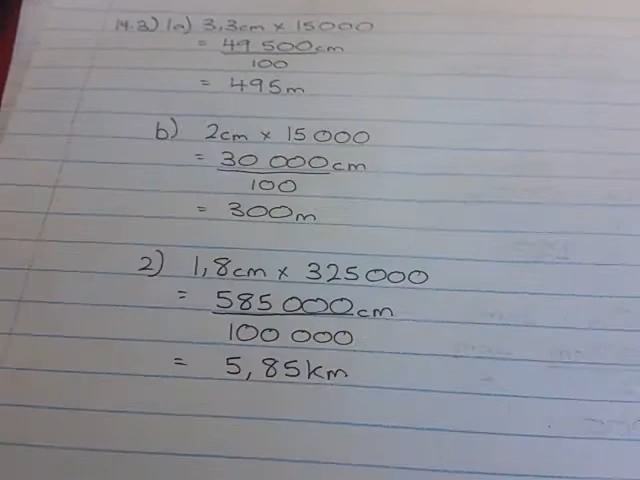 14.3) 1a) 3,3cm × 15000
= 49 500cm
100
= 495m
b) 2cm × 15 000
= 30 000cm
100
= 300m
2) 1,8cm × 325000
= 585 000cm
100 000
= 5,85km